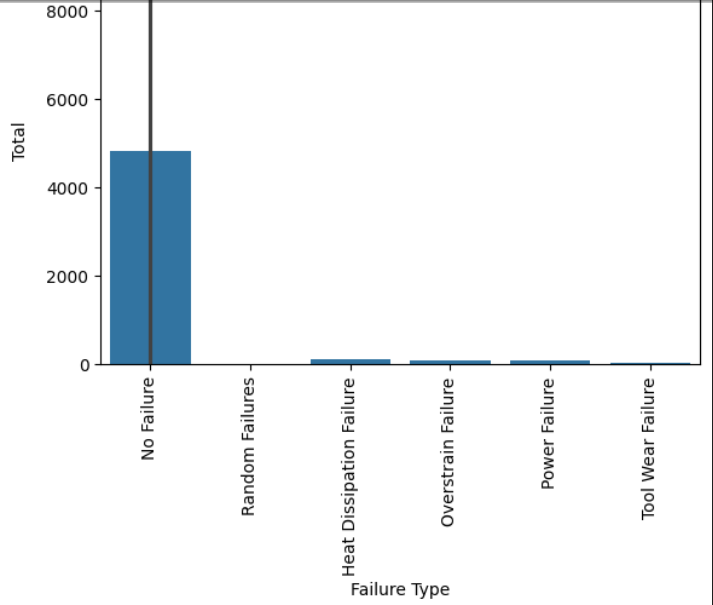 8000
6000
4000
2000
0
Total
No Failure
Random Failures
Heat Dissipation Failure
Overstrain Failure
Power Failure
Tool Wear Failure
Failure Type